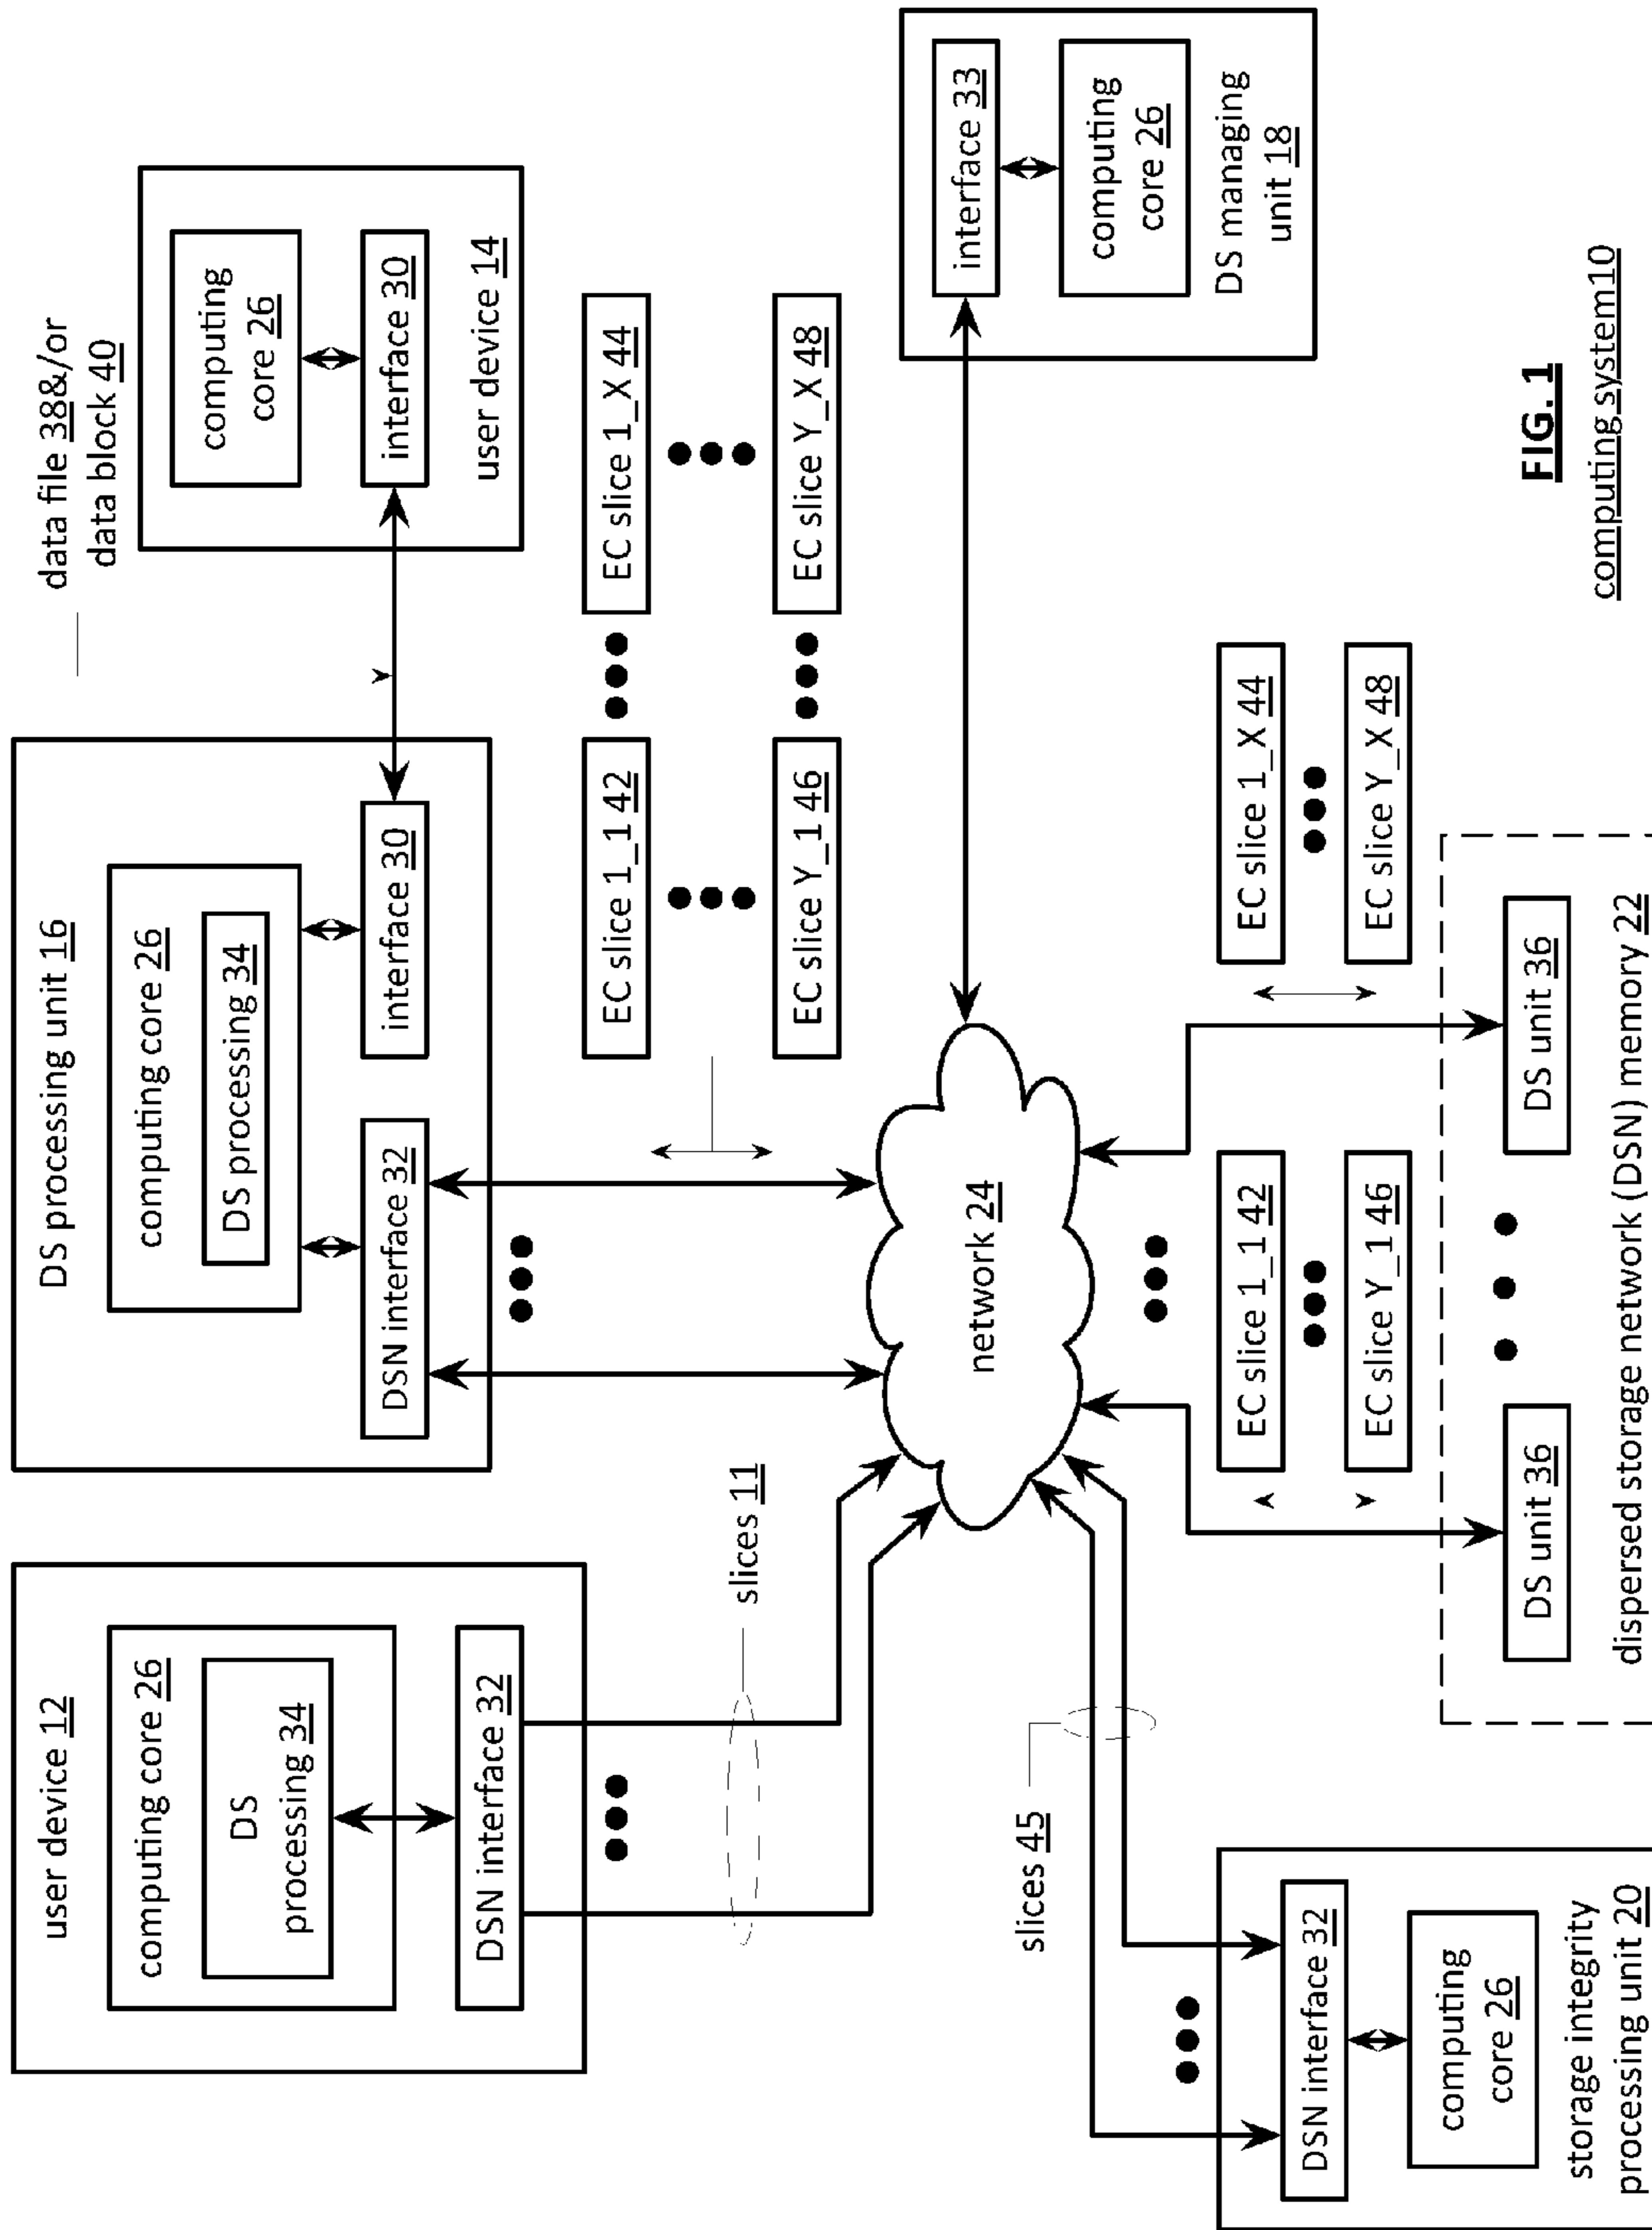 user device 12
computing core 26
DS
processing 34
DSN interface 32
slices 11
DS processing unit 16
computing core 26
DS processing 34
DSN interface 32
interface 30
data file 38&/or
data block 40
computing
core 26
interface 30
user device 14
EC slice 1_1 42
EC slice 1_X 44
EC slice Y_1 46
EC slice Y_X 48
network 24
interface 33
computing
core 26
DS managing
unit 18
slices 45
DSN interface 32
computing
core 26
storage integrity
processing unit 20
EC slice 1_1 42
EC slice Y_1 46
EC slice 1_X 44
EC slice Y_X 48
DS unit 36
DS unit 36
dispersed storage network (DSN) memory 22
FIG. 1
computing system10